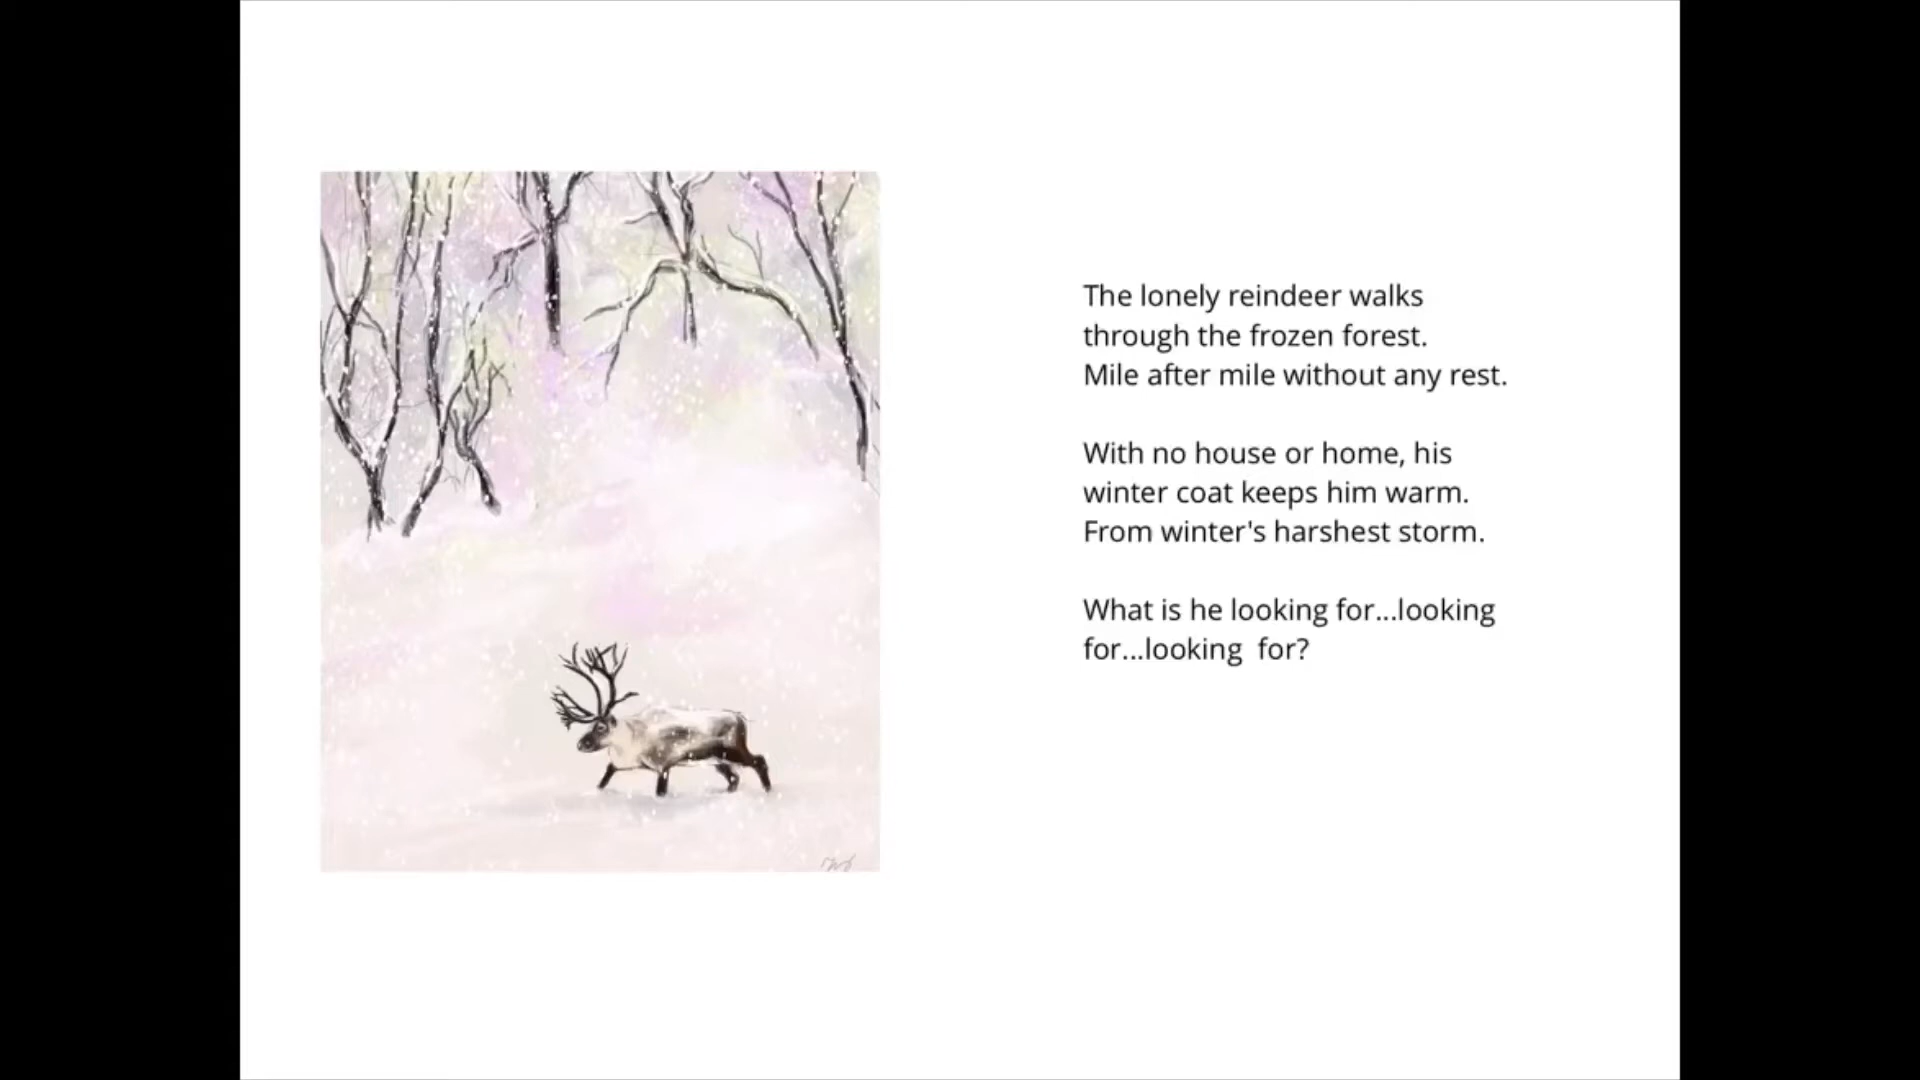 The lonely reindeer walks
through the frozen forest.
Mile after mile without any rest.
With no house or home, his
winter coat keeps him warm.
From winter's harshest storm.
What is he looking for...looking
for...looking  for?